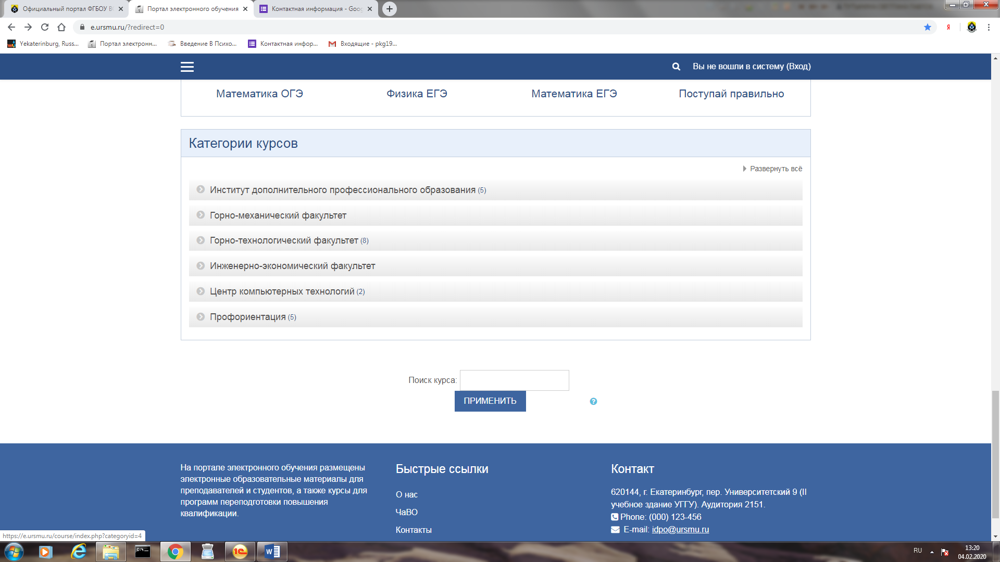 Официальный портал ФГБОУ ВО
Портал электронного обучения
Контактная информация - Goog
e.ursmu.ru/?redirect=0
Я
Yekaterinburg, Russ...
Портал электронн...
Введение В Психо...
Контактная инфор...
Входящие - pkg19...
Вы не вошли в систему (Вход)
Математика ОГЭ
Физика ЕГЭ
Математика ЕГЭ
Поступай правильно
Категории курсов
Развернуть всё
Институт дополнительного профессионального образования (5)
Горно-механический факультет
Горно-технологический факультет (8)
Инженерно-экономический факультет
Центр компьютерных технологий (2)
Профориентация (5)
Поиск курса:
ПРИМЕНИТЬ
На портале электронного обучения размещены
электронные образовательные материалы для
преподавателей и студентов, а также курсы для
программ переподготовки повышения
квалификации.
Быстрые ссылки
О нас
ЧаВО
Контакты
Контакт
620144, г. Екатеринбург, пер. Университетский 9 (II
учебное здание УГГУ). Аудитория 2151.
Phone: (000) 123-456
E-mail: idpo@ursmu.ru
https://e.ursmu.ru/course/index.php?categoryid=4
RU
13:20
04.02.2020